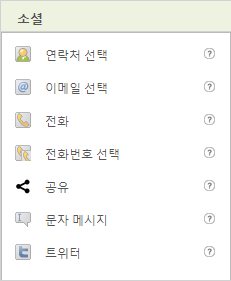 소셜
연락처 선택 ?
이메일 선택 ?
전화 ?
전화번호 선택 ?
공유 ?
문자 메시지 ?
트위터 ?